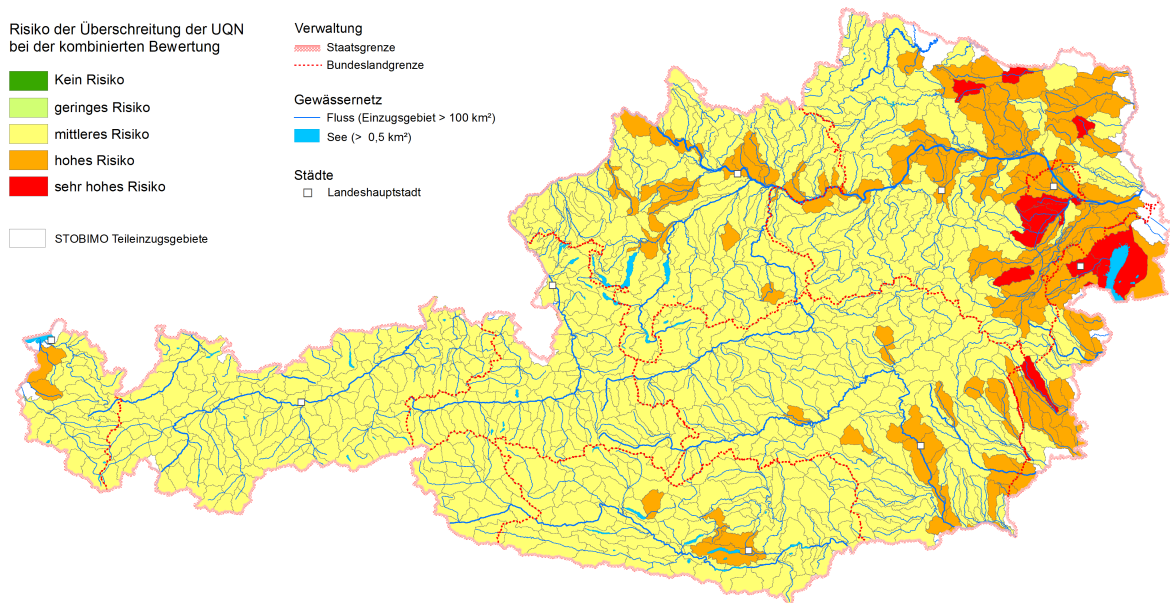 Risiko der Überschreitung der UQN
bei der kombinierten Bewertung
Kein Risiko
geringes Risiko
mittleres Risiko
hohes Risiko
sehr hohes Risiko
STOBIMO Teileinzugsgebiete
Verwaltung
Staatsgrenze
Bundeslandgrenze
Gewässernetz
Fluss (Einzugsgebiet > 100 km²)
See (> 0,5 km²)
Städte
Landeshauptstadt